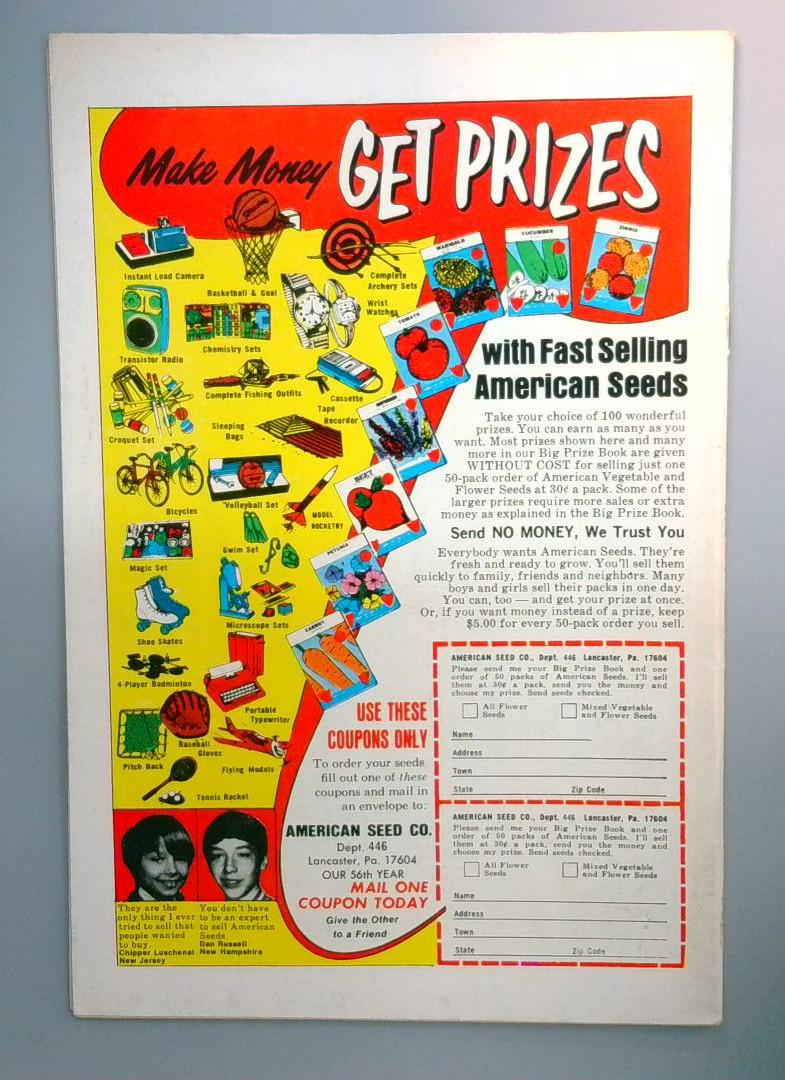 Make Money GET PRIZES
SPALDING
Instant Load Camera
Basketball & Goal
Complete
Archery Sets
Wrist
Watches
Transistor Radio
Chemistry Sets
Complete Fishing Outfits
Cassette
Tape
Recorder
Croquet Set
Sleeping
Bags
Bicycles
Volleyball Set
MODEL
ROCKETRY
Swim Set
Magic Set
Microscope Sets
Shoe Skates
4-Player Badminton
Portable
Typewriter
Baseball
Gloves
Pitch Back
Flying Models
Tennis Racket
MARIGOLD
CUCUMBER
ZINNIA
TOMATO
BEET
PETUNIA
CARROT
with Fast Selling
American Seeds
Take your choice of 100 wonderful
prizes. You can earn as many as you
want. Most prizes shown here and many
more in our Big Prize Book are given
WITHOUT COST for selling just one
50-pack order of American Vegetable and
Flower Seeds at 30¢ a pack. Some of the
larger prizes require more sales or extra
money as explained in the Big Prize Book.
Send NO MONEY, We Trust You
Everybody wants American Seeds. They're
fresh and ready to grow. You'll sell them
quickly to family, friends and neighbors. Many
boys and girls sell their packs in one day.
You can, too — and get your prize at once.
Or, if you want money instead of a prize, keep
$5.00 for every 50-pack order you sell.
USE THESE
COUPONS ONLY
To order your seeds,
fill out one of these
coupons and mail in
an envelope to:
AMERICAN SEED CO.
Dept. 446
Lancaster, Pa. 17604
OUR 56th YEAR
MAIL ONE
COUPON TODAY
Give the Other
to a Friend
They are the
only thing I ever
tried to sell that
people wanted
to buy.
Chipper Luschenat
New Jersey
You don't have
to be an expert
to sell American
Seeds.
Dan Russell
New Hampshire
AMERICAN SEED CO., Dept. 446 Lancaster, Pa. 17604
Please send me your Big Prize Book and one
order of 50 packs of American Seeds. I'll sell
them at 30¢ a pack, send you the money and
choose my prize. Send seeds checked.
All Flower
Seeds
Mixed Vegetable
and Flower Seeds
Name
Address
Town
State Zip Code
AMERICAN SEED CO., Dept. 446 Lancaster, Pa. 17604
Please send me your Big Prize Book and one
order of 50 packs of American Seeds. I'll sell
them at 30¢ a pack, send you the money and
choose my prize. Send seeds checked.
All Flower
Seeds
Mixed Vegetable
and Flower Seeds
Name
Address
Town
State Zip Code